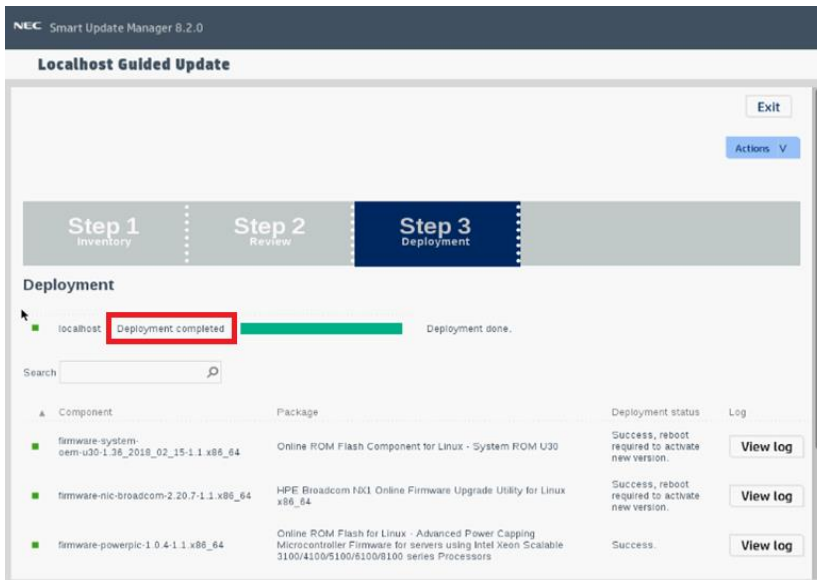 NEC Smart Update Manager 8.2.0
Localhost Guided Update
Exit
Actions V
Step 1
Inventory
Step 2
Review
Step 3
Deployment
Deployment
localhost Deployment completed Deployment done.
Search
Component Package Deployment status Log
firmware-system-
oem-u30-1.36_2018_02_15-1.1.x86_64
Online ROM Flash Component for Linux - System ROM U30
Success, reboot
required to activate
new version.
View log
firmware-nic-broadcom-2.20.7-1.1.x86_64
HPE Broadcom NX1 Online Firmware Upgrade Utility for Linux
x86_64
Success, reboot
required to activate
new version.
View log
firmware-powerpic-1.0.4-1.1.x86_64
Online ROM Flash for Linux - Advanced Power Capping
Microcontroller Firmware for servers using Intel Xeon Scalable
3100/4100/5100/6100/8100 series Processors
Success.
View log